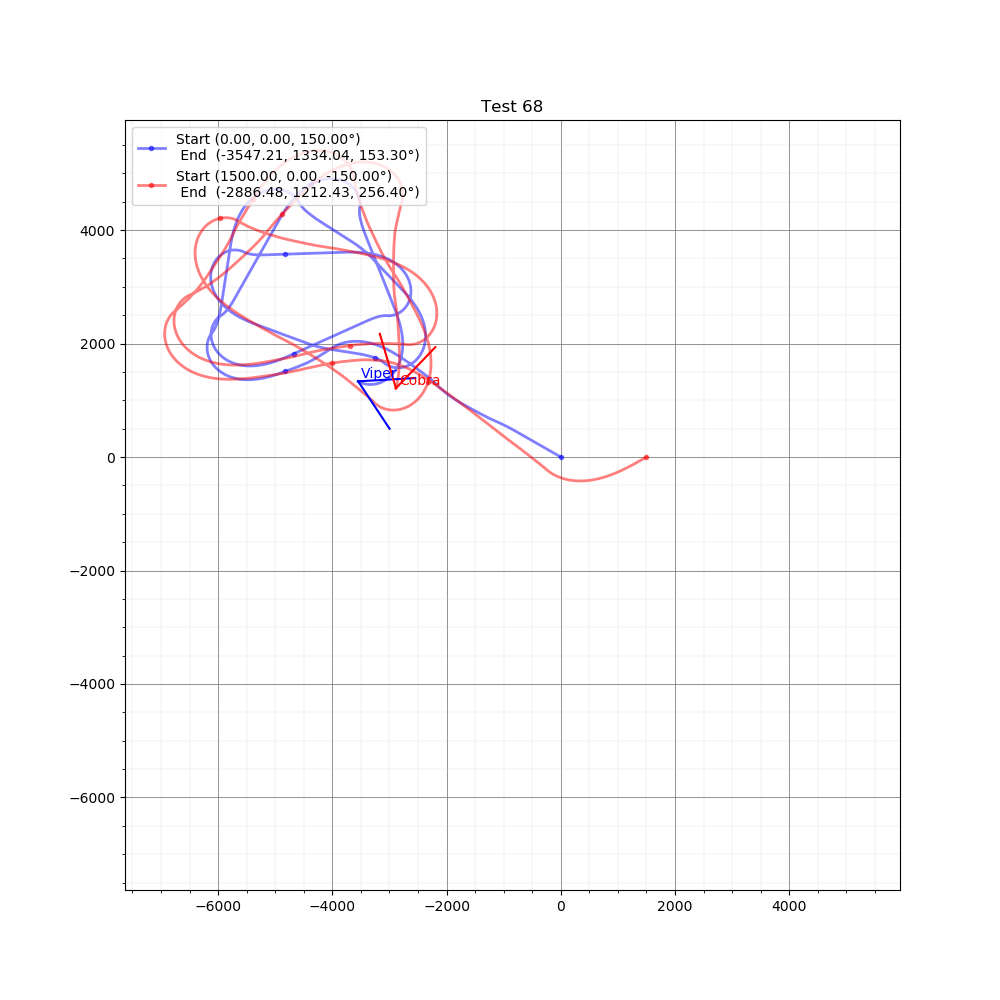 Test 68
Start (0.00, 0.00, 150.00°)
End (-3547.21, 1334.04, 153.30°)
Start (1500.00, 0.00, -150.00°)
End (-2886.48, 1212.43, 256.40°)
4000
2000
0
−2000
−4000
−6000
Viper
Cobra
−6000 −4000 −2000 0 2000 4000